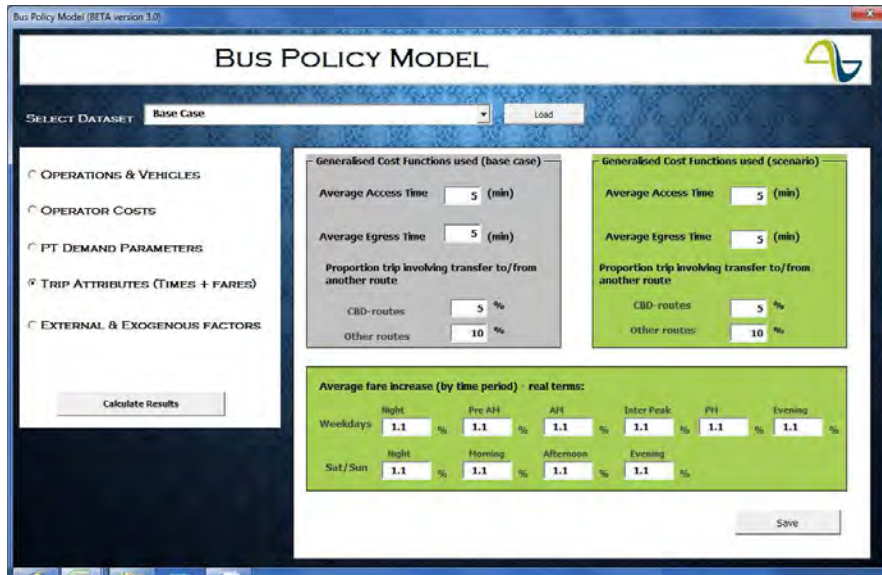 Bus Policy Model (BETA version 3.0)
BUS POLICY MODEL
SELECT DATASET Base Case Load
OPERATIONS & VEHICLES
OPERATOR COSTS
PT DEMAND PARAMETERS
TRIP ATTRIBUTES (TIMES + FARES)
EXTERNAL & EXOGENOUS FACTORS
Calculate Results
Generalised Cost Functions used (base case)
Average Access Time 5 (min)
Average Egress Time 5 (min)
Proportion trip involving transfer to/from
another route
CBD-routes 5 %
Other routes 10 %
Generalised Cost Functions used (scenario)
Average Access Time 5 (min)
Average Egress Time 5 (min)
Proportion trip involving transfer to/from
another route
CBD-routes 5 %
Other routes 10 %
Average fare increase (by time period) - real terms:
Night Pre AM AM Inter Peak PM Evening
Weekdays 1.1 % 1.1 % 1.1 % 1.1 % 1.1 % 1.1 %
Night Morning Afternoon Evening
Sat/Sun 1.1 % 1.1 % 1.1 % 1.1 %
Save